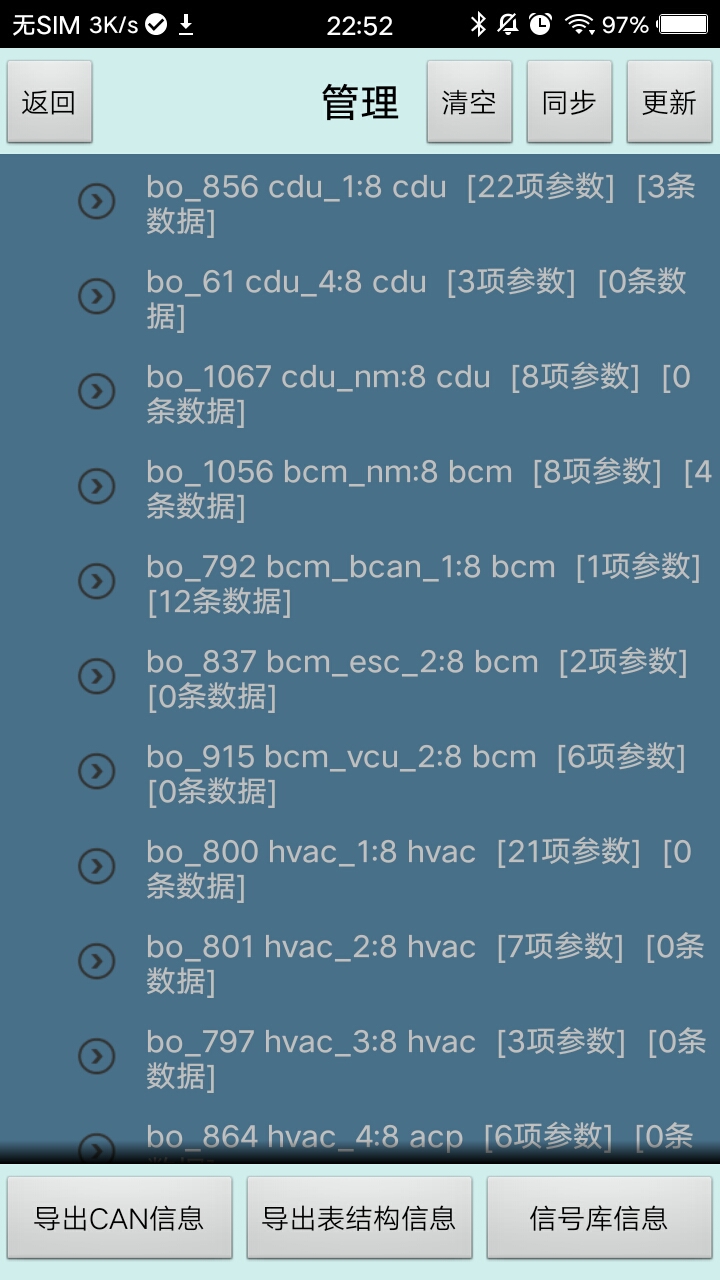 无SIM 3K/s 22:52 97%
返回 管理 清空 同步 更新
bo_856 cdu_1:8 cdu [22项参数] [3条
数据]
bo_61 cdu_4:8 cdu [3项参数] [0条数
据]
bo_1067 cdu_nm:8 cdu [8项参数] [0
条数据]
bo_1056 bcm_nm:8 bcm [8项参数] [4
条数据]
bo_792 bcm_bcan_1:8 bcm [1项参数]
[12条数据]
bo_837 bcm_esc_2:8 bcm [2项参数]
[0条数据]
bo_915 bcm_vcu_2:8 bcm [6项参数]
[0条数据]
bo_800 hvac_1:8 hvac [21项参数] [0
条数据]
bo_801 hvac_2:8 hvac [7项参数] [0条
数据]
bo_797 hvac_3:8 hvac [3项参数] [0条
数据]
bo_864 hvac_4:8 acp [6项参数] [0条
导出CAN信息 导出表结构信息 信号库信息